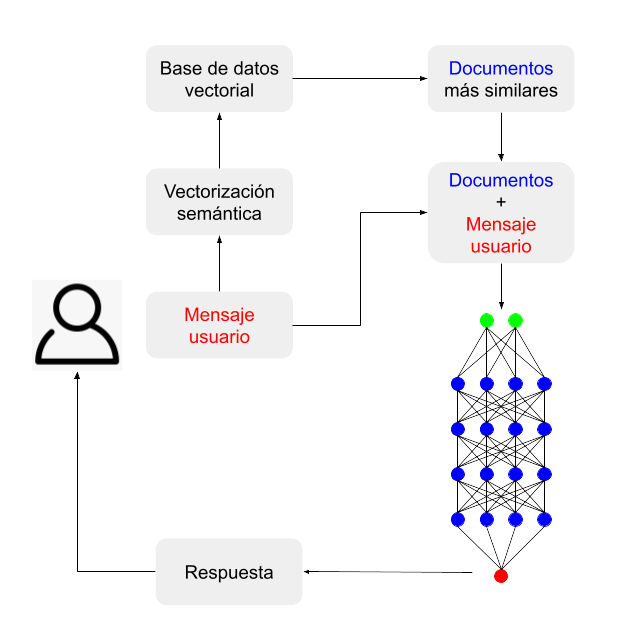 Base de datos
vectorial
Documentos
más similares
Vectorización
semántica
Documentos
+
Mensaje
usuario
Mensaje
usuario
Respuesta